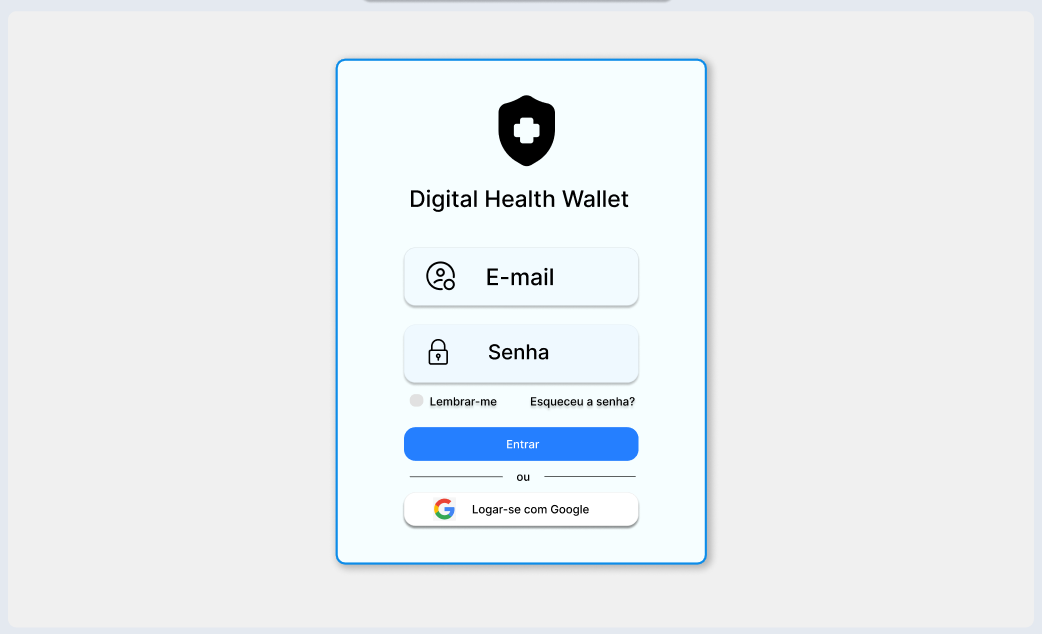 Digital Health Wallet
E-mail
Senha
Lembrar-me Esqueceu a senha?
Entrar
ou
Logar-se com Google